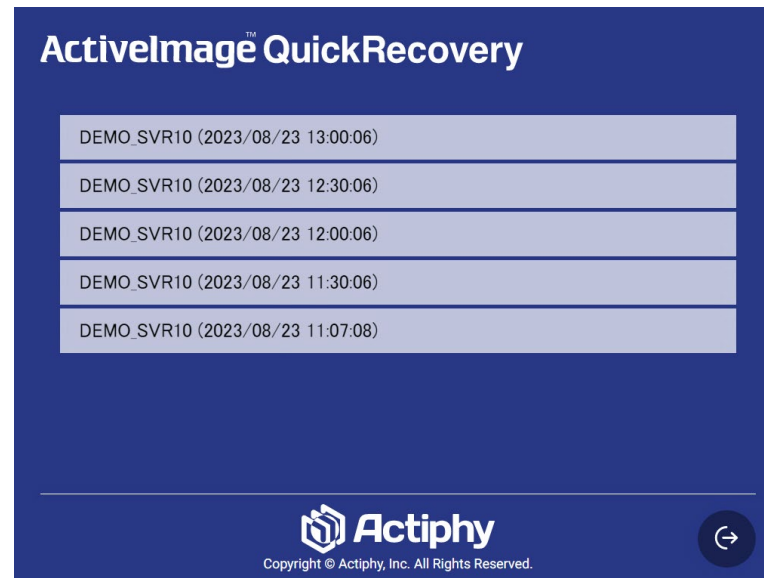 ActiveImage™ QuickRecovery
DEMO_SVR10 (2023/08/23 13:00:06)
DEMO_SVR10 (2023/08/23 12:30:06)
DEMO_SVR10 (2023/08/23 12:00:06)
DEMO_SVR10 (2023/08/23 11:30:06)
DEMO_SVR10 (2023/08/23 11:07:08)
Actiphy
Copyright © Actiphy, Inc. All Rights Reserved.